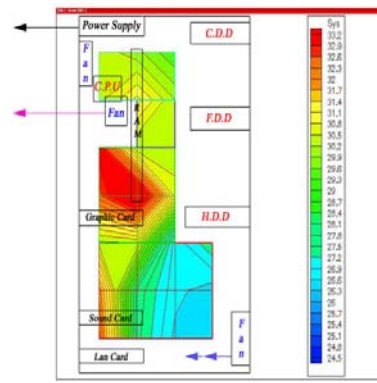 Power Supply
Fan
C.D.D
C.P.U
Fan
RAM
F.D.D
Graphic Card
H.D.D
Sound Card
Fan
Lan Card
Sys
33,2
32,9
32,6
32,3
32
31,7
31,4
31,1
30,8
30,5
30,2
29,9
29,6
29,3
29
28,7
28,4
28,1
27,8
27,5
27,2
26,9
26,6
26,3
26
25,7
25,4
25,1
24,8
24,5